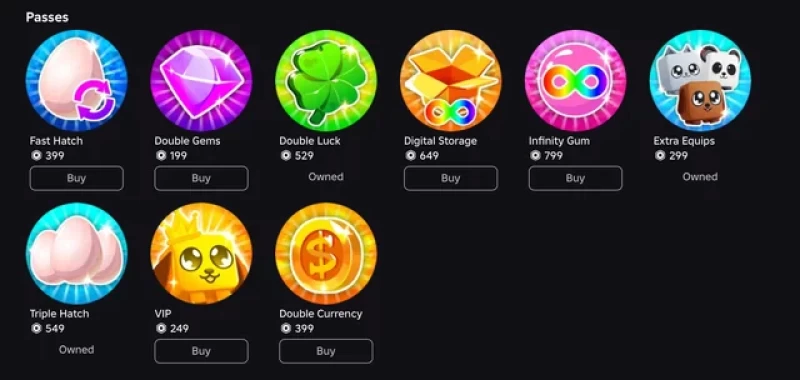 Passes
Fast Hatch
399
Buy
Double Gems
199
Buy
Double Luck
529
Owned
Digital Storage
649
Buy
Infinity Gum
799
Buy
Extra Equips
299
Owned
Triple Hatch
549
Owned
VIP
249
Buy
$
Double Currency
399
Buy